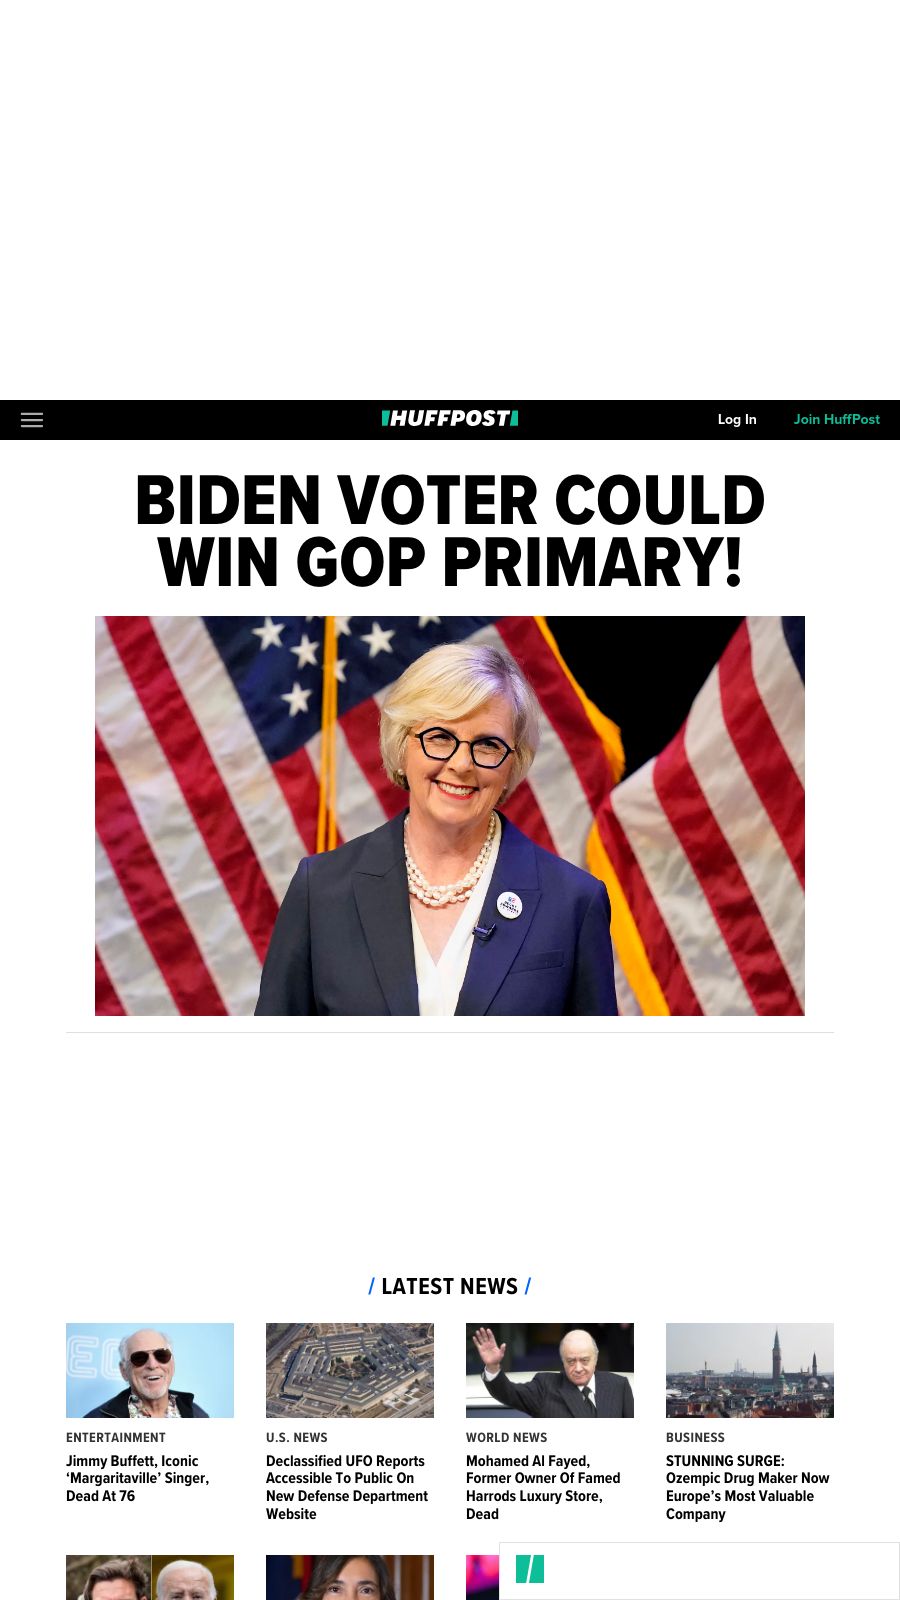 HUFFPOST
Log In
Join HuffPost
BIDEN VOTER COULD
WIN GOP PRIMARY!
/ LATEST NEWS /
ENTERTAINMENT
Jimmy Buffett, Iconic
‘Margaritaville’ Singer,
Dead At 76
U.S. NEWS
Declassified UFO Reports
Accessible To Public On
New Defense Department
Website
WORLD NEWS
Mohamed Al Fayed,
Former Owner Of Famed
Harrods Luxury Store,
Dead
BUSINESS
STUNNING SURGE:
Ozempic Drug Maker Now
Europe’s Most Valuable
Company